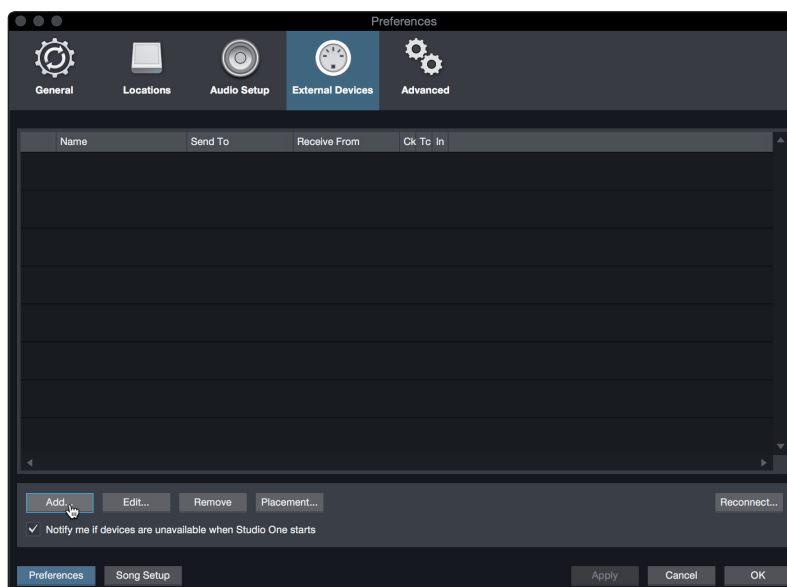 Preferences
General Locations Audio Setup External Devices Advanced
Name Send To Receive From Ck Tc In
Add... Edit... Remove Placement... Reconnect...
Notify me if devices are unavailable when Studio One starts
Preferences Song Setup Apply Cancel OK